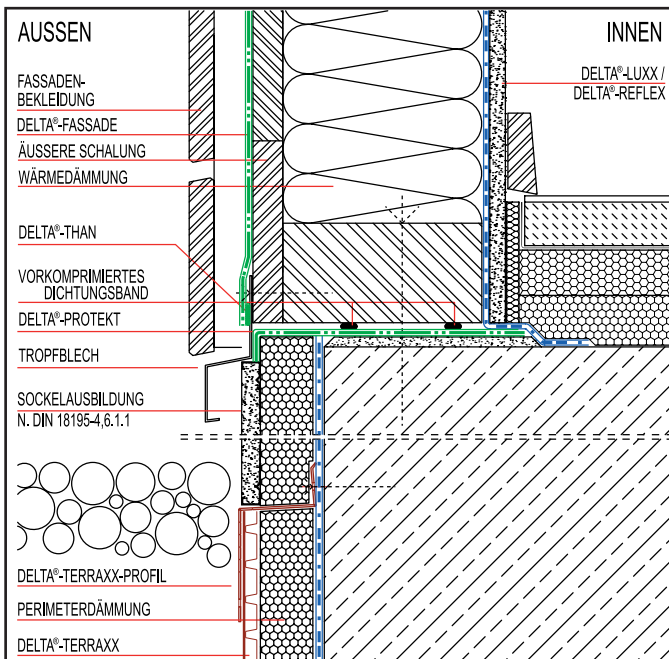 AUSSEN
INNEN
DELTA®-LUXX /
DELTA®-REFLEX
FASSADEN-
BEKLEIDUNG
DELTA®-FASSADE
ÄUSSERE SCHALUNG
WÄRMEDÄMMUNG
DELTA®-THAN
VORKOMPRIMIERTES
DICHTUNGSBAND
DELTA®-PROTEKT
TROPFBLECH
SOCKELAUSBILDUNG
N. DIN 18195-4,6.1.1
DELTA®-TERRAXX-PROFIL
PERIMETERDÄMMUNG
DELTA®-TERRAXX